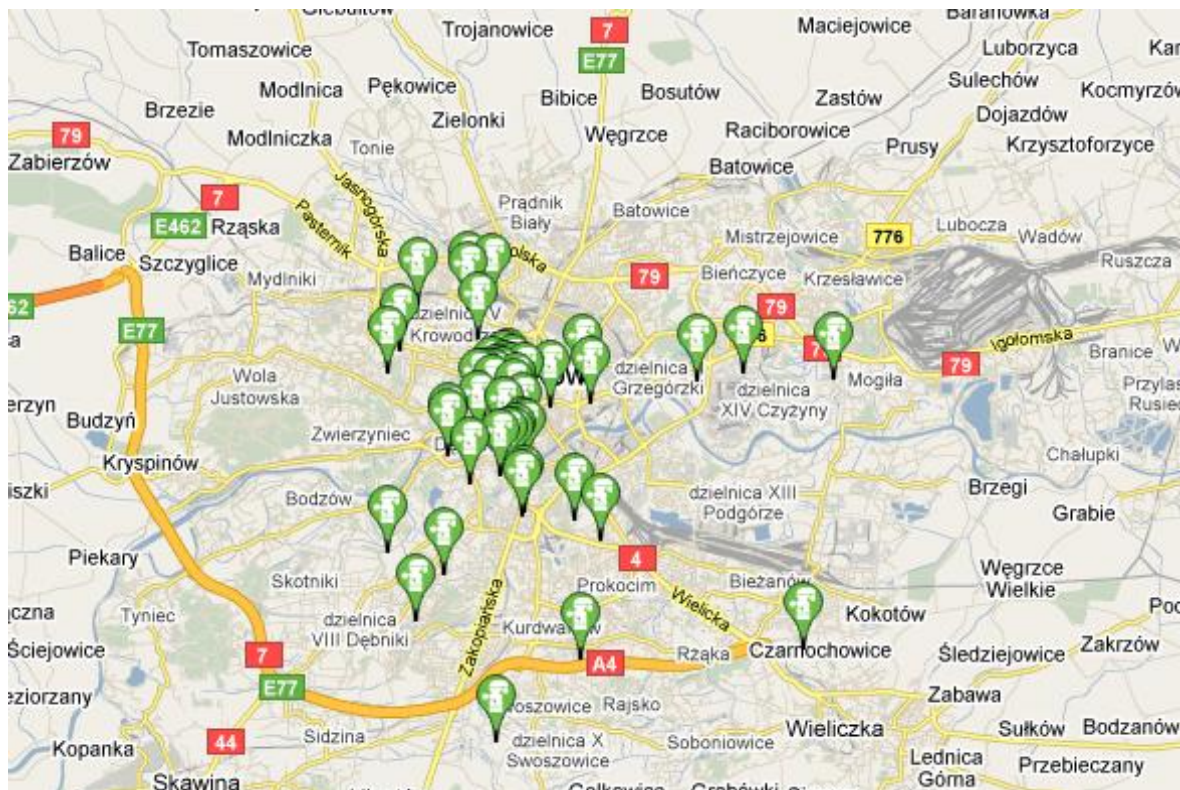 Trojanowice
Maciejowice
Baranówka
Tomaszowice
7
Luborzyca
E77
Modlnica
Pękowice
Bibice
Bosutów
Zastów
Sulechów
Kocmyrzów
Brzezie
Zielonki
Dojazdów
79
Modlniczka
Tonie
Węgrzce
Raciborowice
Prusy
Krzysztoforzyce
Zabierzów
Batowice
Jasnogórska
7
Prądnik
Biały
Batowice
E462
Rząska
Pasternik
Mistrzejowice
776
Lubocza
Wadów
Balice
Szczyglice
Mydlniki
79
Bieńczyce
Krzesławice
Ruszcza
62
E77
79
Igołomska
Branice
79
Wola
Justowska
dzielnica
Grzegórzki
dzielnica
XIV Czyżyny
Mogiła
Budzyń
Zwierzyniec
Kryspinów
Chałupki
Bodzów
dzielnica XIII
Podgórze
Brzegi
Grabie
Piekary
4
Skotniki
Prokocim
Bieżanów
Węgrzce
Wielkie
Tyniec
Zakopiańska
Wielicka
Kokotów
dzielnica
VIII Dębniki
Zakrzów
Ściejowice
7
A4
Rżąka
Czarnochowice
Śledziejowice
E77
Rajsko
Zabawa
44
Sidzina
dzielnica X
Swoszowice
Soboniowice
Wieliczka
Sułków
Bodzanów
Kopanka
Lednica
Górna
Przebieczany
Skawina